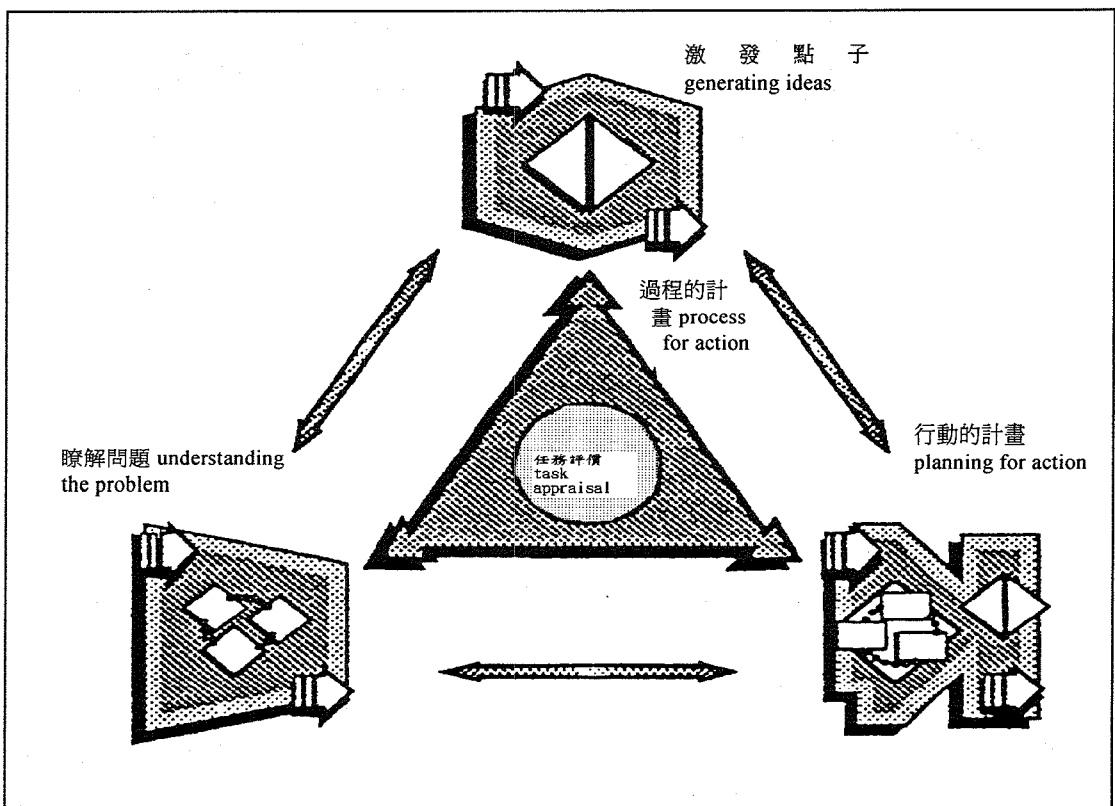 激發點子
generating ideas
過程的計
畫 process
for action
任務評價
task
appraisal
瞭解問題 understanding
the problem
行動的計畫
planning for action